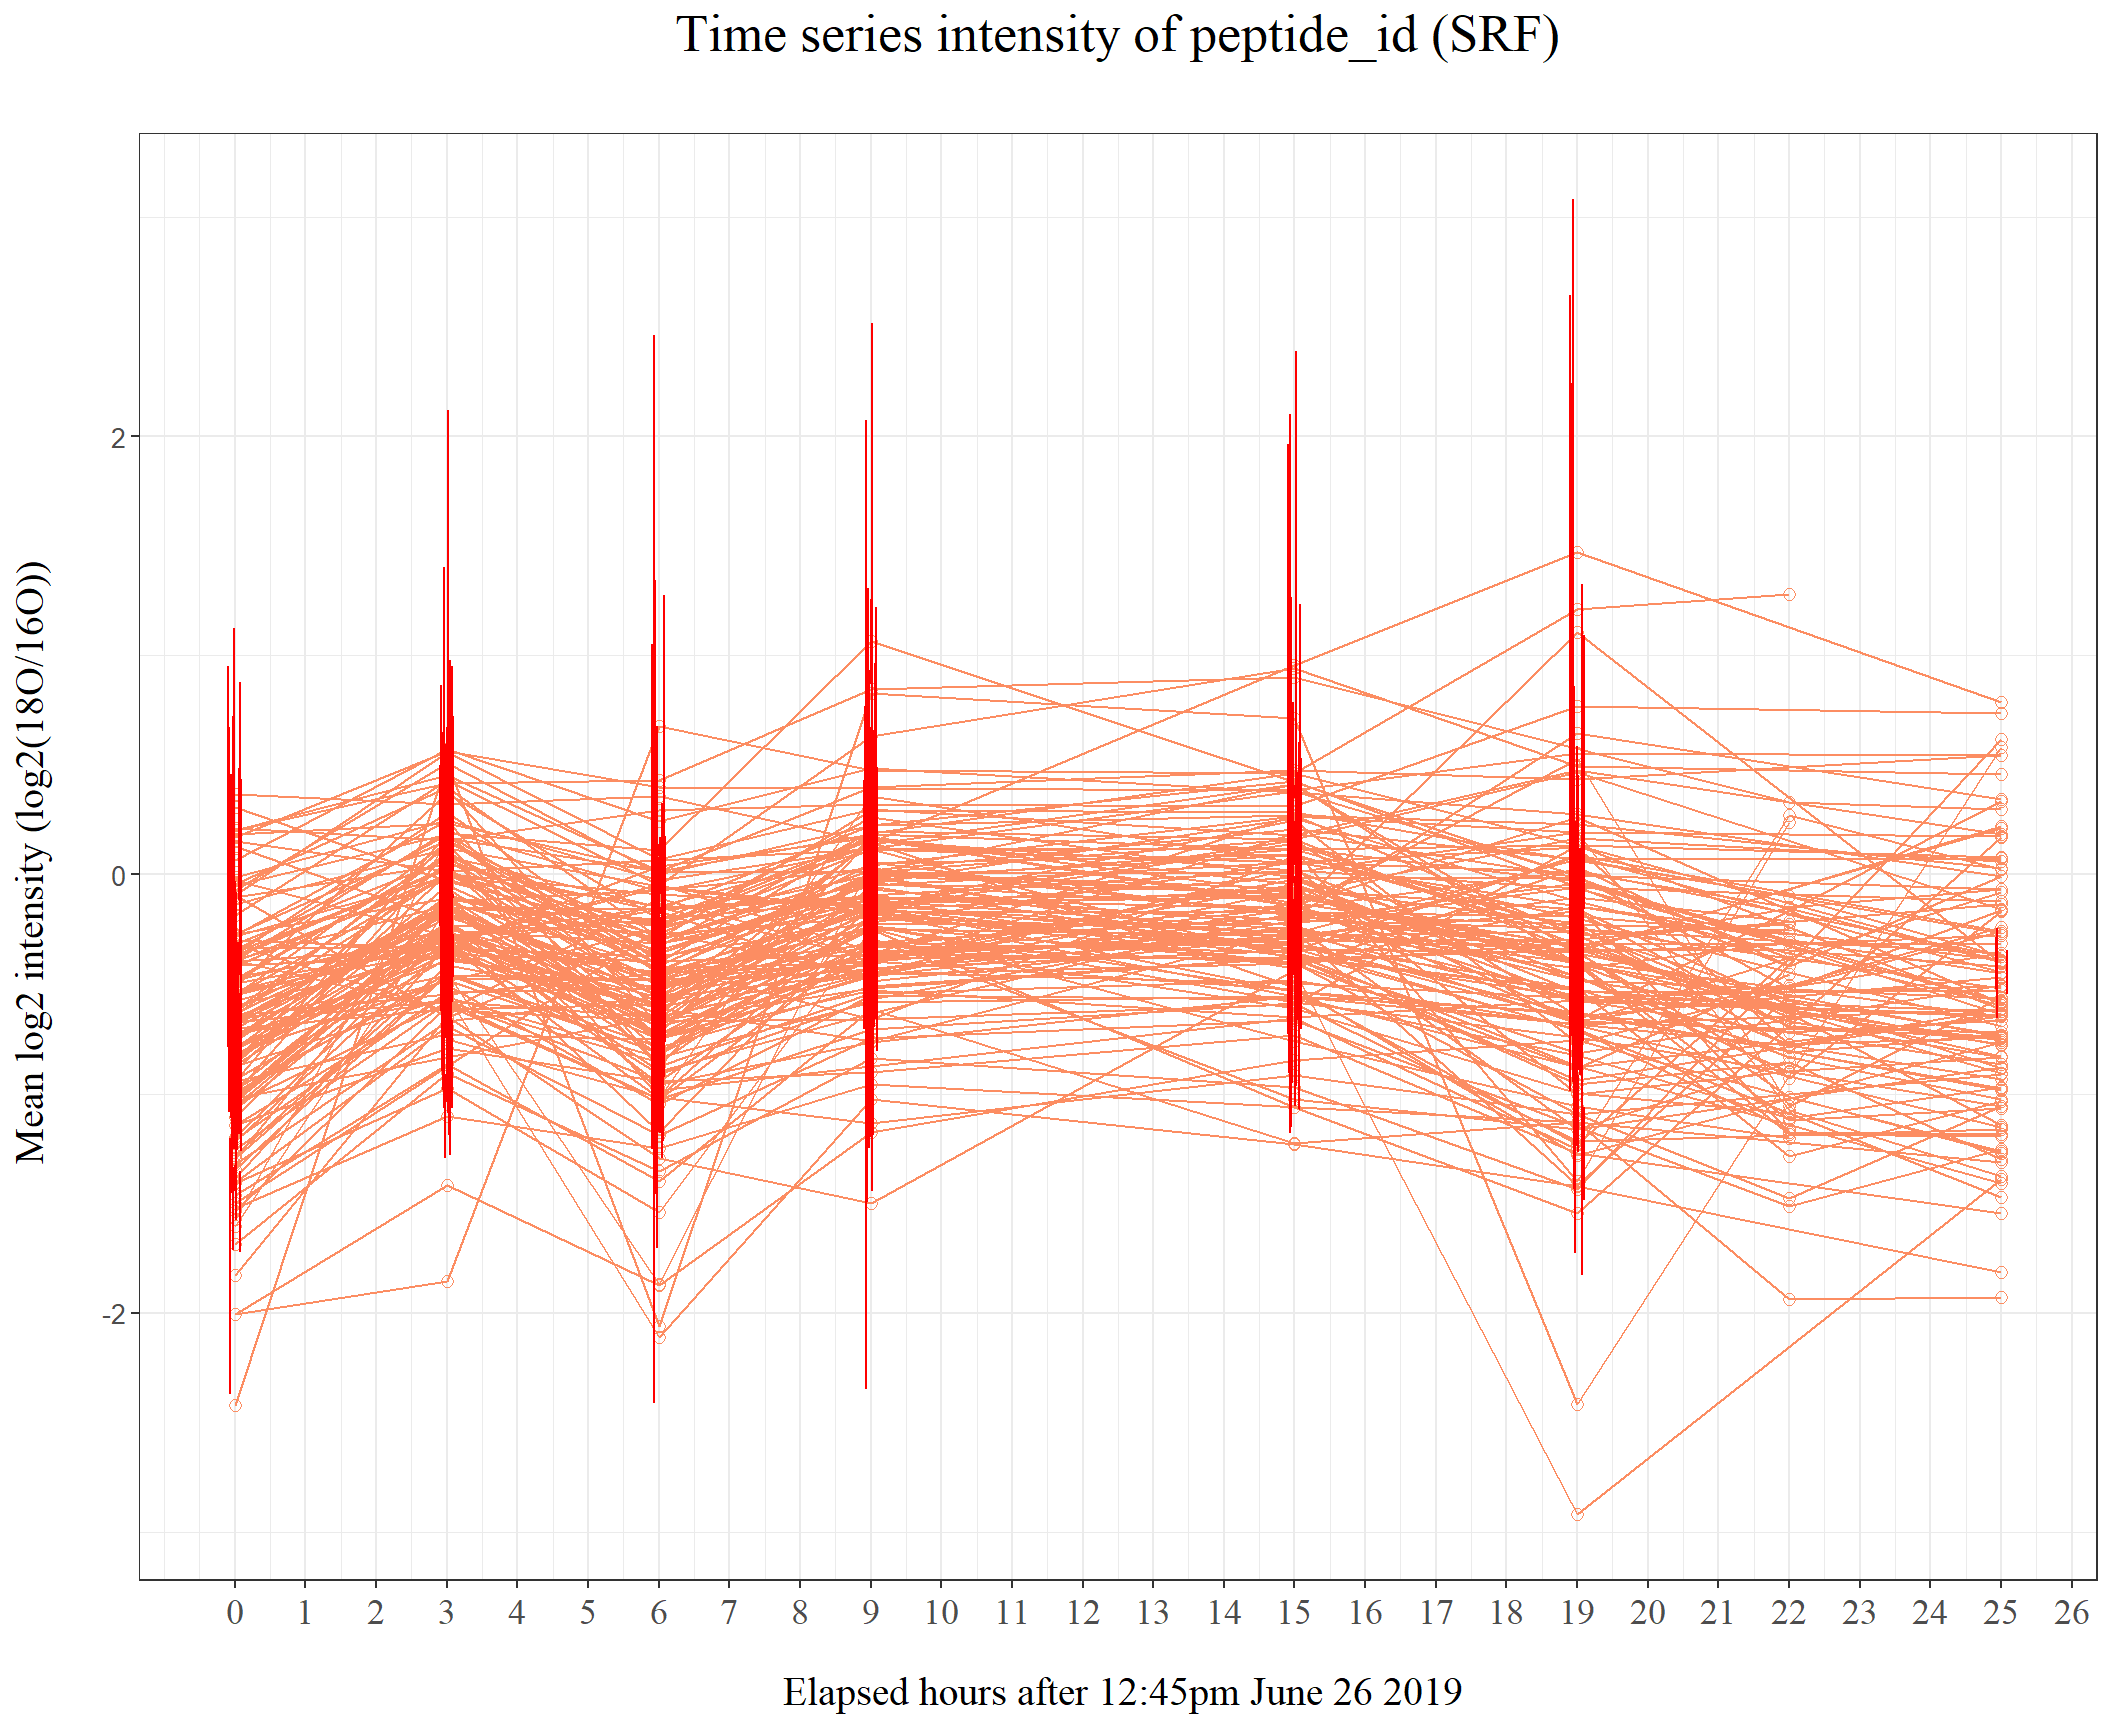 Time series intensity of peptide_id (SRF)
Mean log2 intensity (log2(18O/16O))
2
0
-2
0 1 2 3 4 5 6 7 8 9 10 11 12 13 14 15 16 17 18 19 20 21 22 23 24 25 26
Elapsed hours after 12:45pm June 26 2019